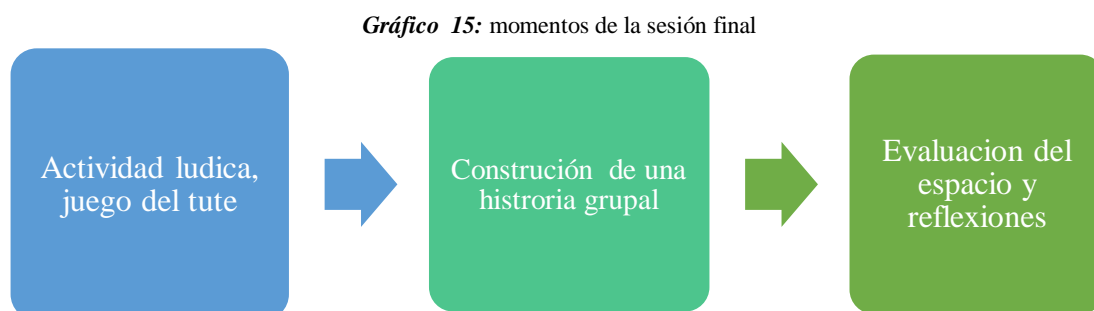 Gráfico 15: momentos de la sesión final
Actividad ludica,
juego del tute
Construción de una
histroria grupal
Evaluacion del
espacio y
reflexiones